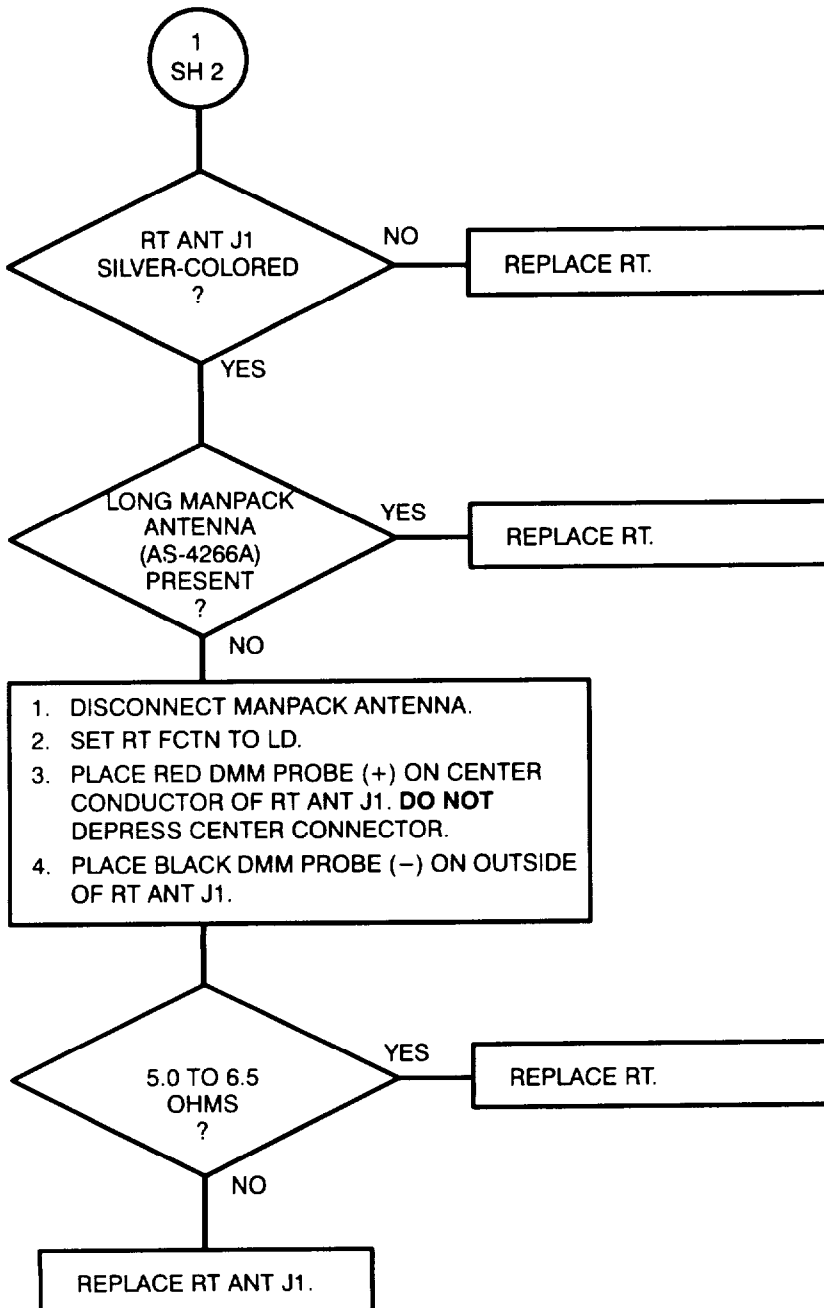 1
SH 2
RT ANT J1
SILVER-COLORED
?
NO
REPLACE RT.
YES
LONG MANPACK
ANTENNA
(AS-4266A)
PRESENT
?
YES
REPLACE RT.
NO
1. DISCONNECT MANPACK ANTENNA.
2. SET RT FCTN TO LD.
3. PLACE RED DMM PROBE (+) ON CENTER
CONDUCTOR OF RT ANT J1. DO NOT
DEPRESS CENTER CONNECTOR.
4. PLACE BLACK DMM PROBE (−) ON OUTSIDE
OF RT ANT J1.
5.0 TO 6.5
OHMS
?
YES
REPLACE RT.
NO
REPLACE RT ANT J1.